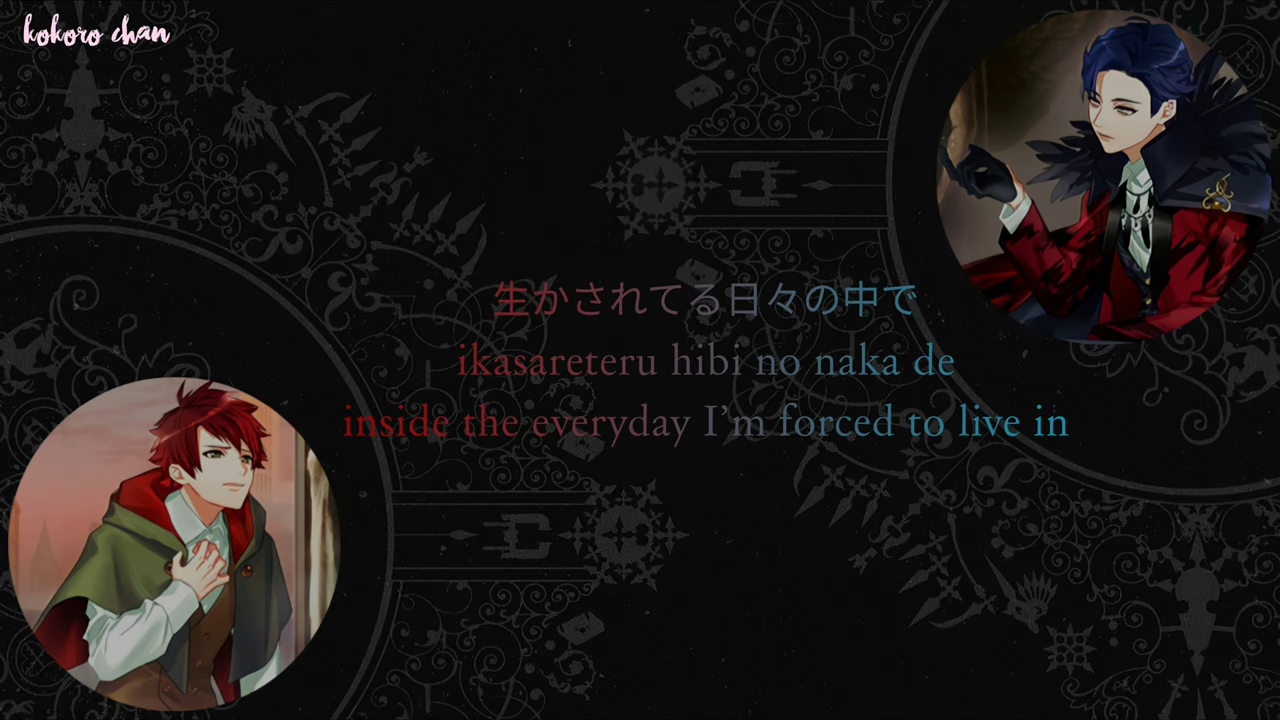 kokoro chan
生かされてる日々の中で
ikasareteru hibi no naka de
inside the everyday I'm forced to live in